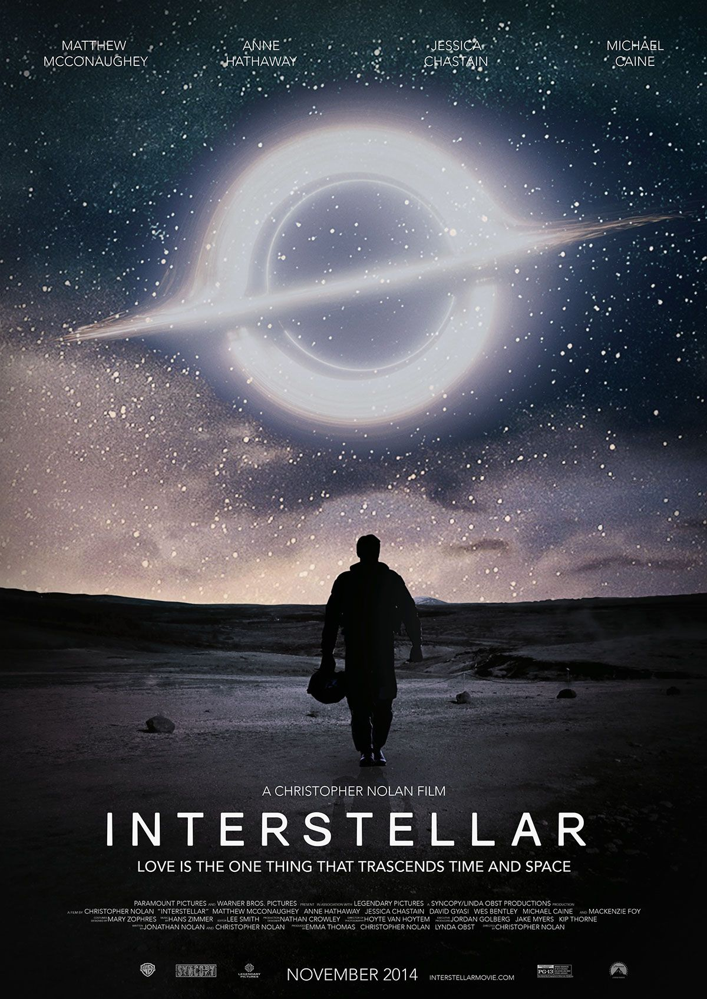 MATTHEW MCCONAUGHEY
ANNE HATHAWAY
JESSICA CHASTAIN
MICHAEL CAINE
A CHRISTOPHER NOLAN FILM
INTERSTELLAR
LOVE IS THE ONE THING THAT TRASCENDS TIME AND SPACE
PARAMOUNT PICTURES AND WARNER BROS. PICTURES PRESENT IN ASSOCIATION WITH LEGENDARY PICTURES A SYNCOPY/LINDA OBST PRODUCTIONS PRODUCTION
A FILM BY CHRISTOPHER NOLAN "INTERSTELLAR" MATTHEW MCCONAUGHEY ANNE HATHAWAY JESSICA CHASTAIN DAVID GYASI WES BENTLEY MICHAEL CAINE AND MACKENZIE FOY
COSTUMES DESIGNED BY MARY ZOPHRES MUSIC BY HANS ZIMMER EDITOR LEE SMITH PRODUCTION DESIGNER NATHAN CROWLEY DIRECTOR OF PHOTOGRAPHY HOYTE VAN HOYTEM EXECUTIVE PRODUCERS JORDAN GOLBERG JAKE MYERS KIP THORNE
WRITTEN BY JONATHAN NOLAN AND CHRISTOPHER NOLAN PRODUCED BY EMMA THOMAS CHRISTOPHER NOLAN LYNDA OBST DIRECTED BY CHRISTOPHER NOLAN
SYNCOPY
LEGENDARY PICTURES
NOVEMBER 2014
INTERSTELLARMOVIE.COM
PG-13